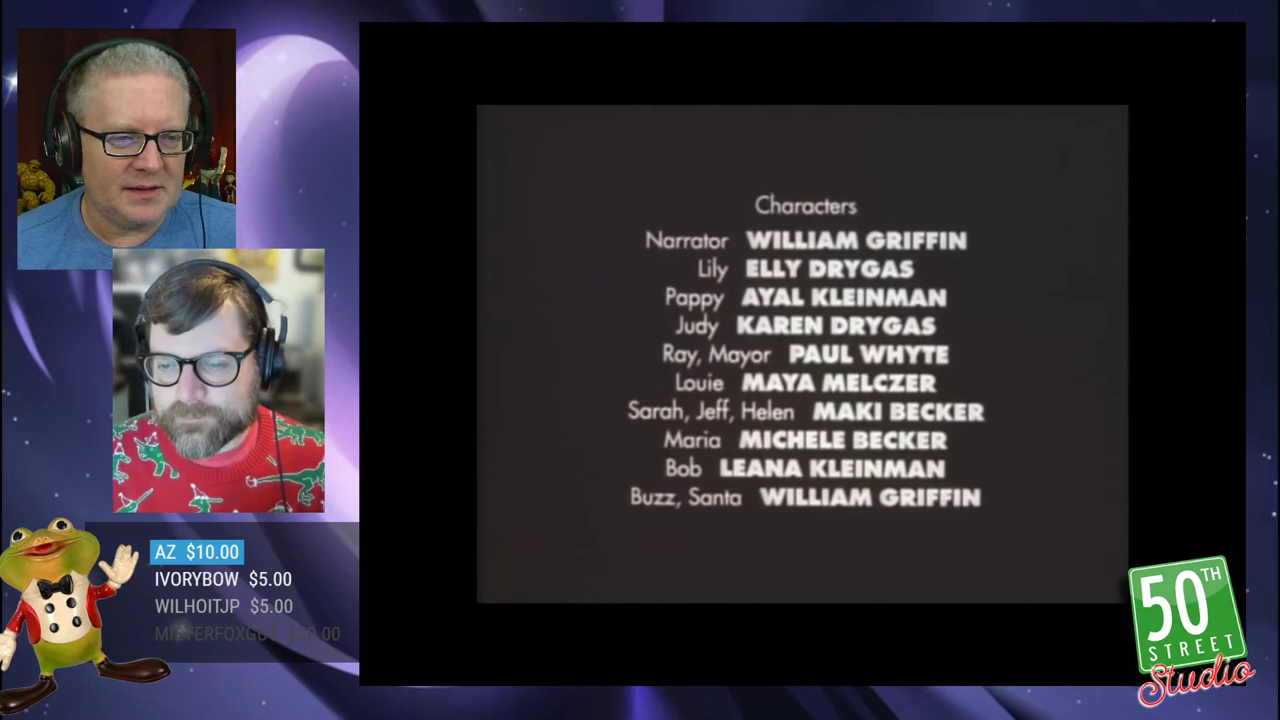 Characters
Narrator WILLIAM GRIFFIN
Lily ELLY DRYGAS
Pappy AYAL KLEINMAN
Judy KAREN DRYGAS
Ray, Mayor PAUL WHYTE
Louie MAYA MELCZER
Sarah, Jeff, Helen MAKI BECKER
Maria MICHELE BECKER
Bob LEANA KLEINMAN
Buzz, Santa WILLIAM GRIFFIN
AZ $10.00
IVORYBOW $5.00
WILHOITJP $5.00
50TH
STREET
Studio